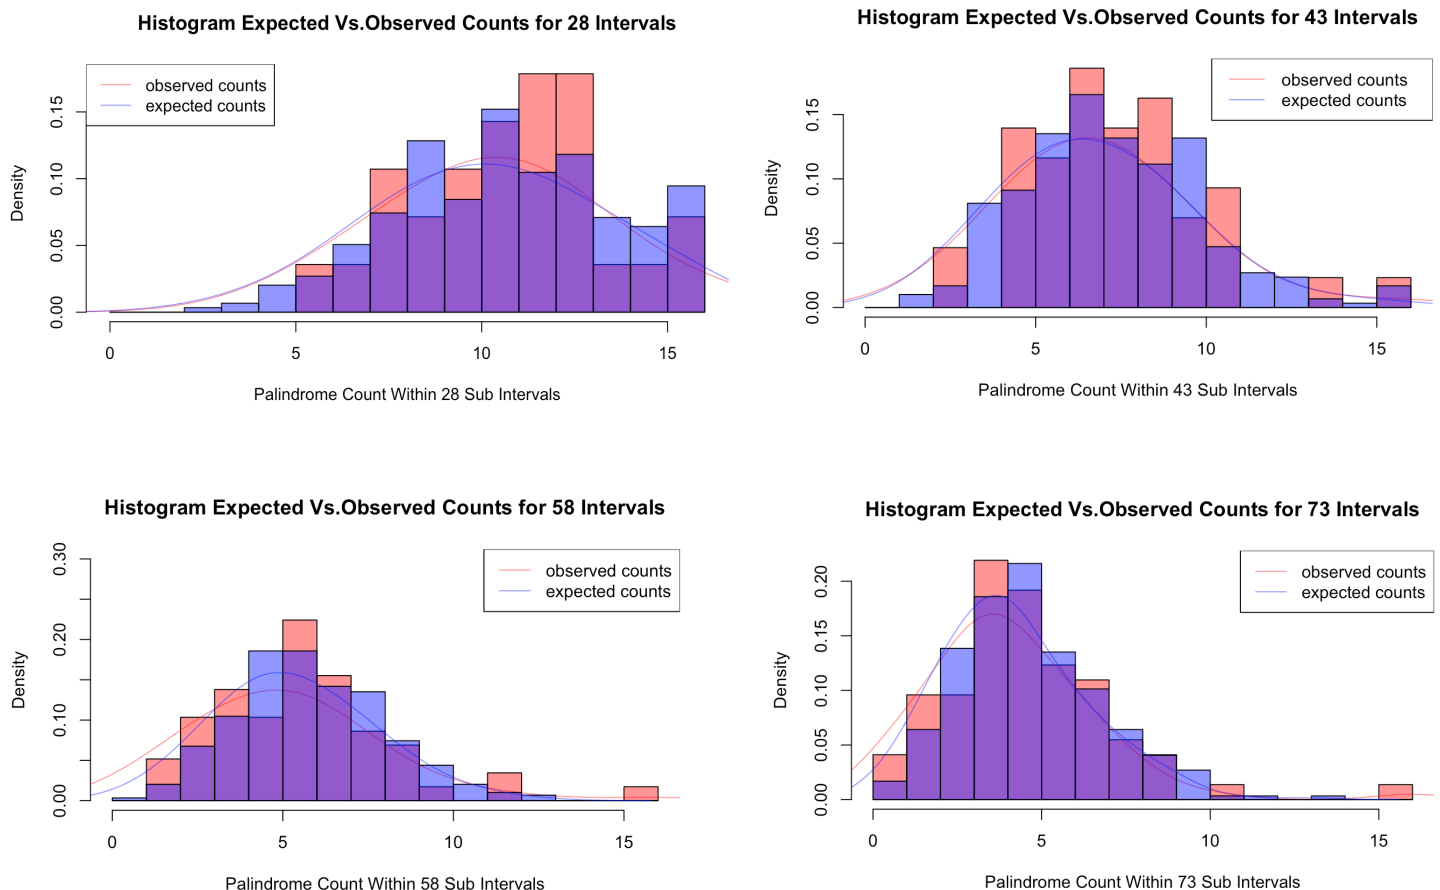 Histogram Expected Vs.Observed Counts for 28 Intervals
observed counts
expected counts
Density
0.00
0.05
0.10
0.15
0
5
10
15
Palindrome Count Within 28 Sub Intervals
Histogram Expected Vs.Observed Counts for 43 Intervals
observed counts
expected counts
Density
0.00
0.05
0.10
0.15
0
5
10
15
Palindrome Count Within 43 Sub Intervals
Histogram Expected Vs.Observed Counts for 58 Intervals
observed counts
expected counts
Density
0.00
0.10
0.20
0.30
0
5
10
15
Palindrome Count Within 58 Sub Intervals
Histogram Expected Vs.Observed Counts for 73 Intervals
observed counts
expected counts
Density
0.00
0.05
0.10
0.15
0.20
0
5
10
15
Palindrome Count Within 73 Sub Intervals